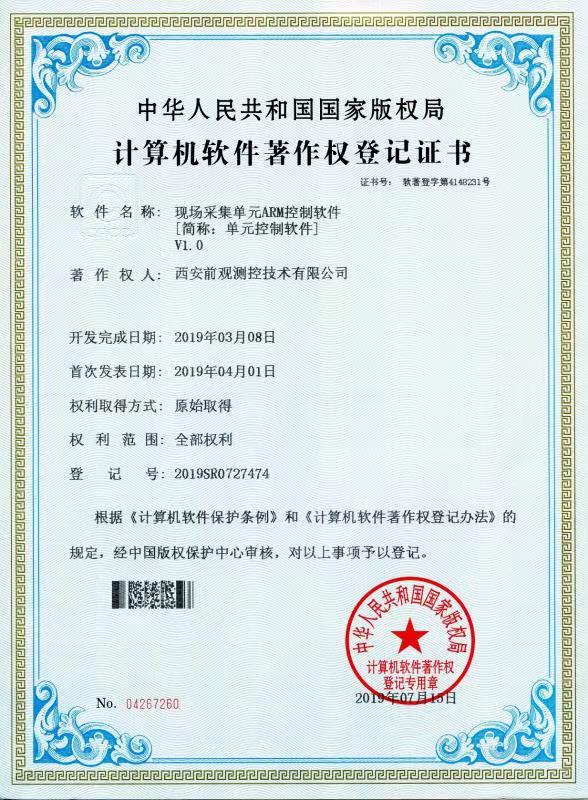 中华人民共和国国家版权局
计算机软件著作权登记证书
证书号： 软著登字第4148231号
软件名称： 现场采集单元ARM控制软件
[简称：单元控制软件]
V1.0
著作权人： 西安前观测控技术有限公司
开发完成日期： 2019年03月08日
首次发表日期： 2019年04月01日
权利取得方式： 原始取得
权利范围： 全部权利
登记号： 2019SR0727474
根据《计算机软件保护条例》和《计算机软件著作权登记办法》的
规定，经中国版权保护中心审核，对以上事项予以登记。
中华人民共和国国家版权局
计算机软件著作权
登记专用章
No. 04267260
2019年07月15日